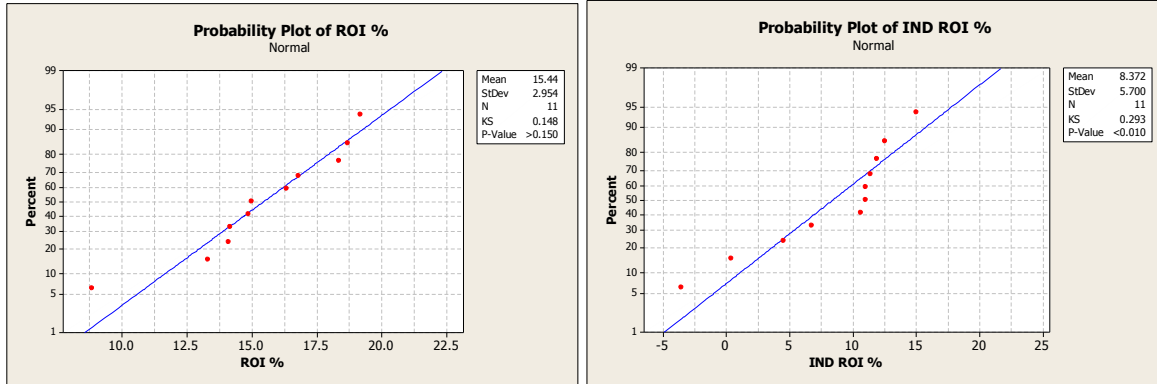 Probability Plot of ROI %
Normal
99
95
90
80
70
60
50
40
30
20
10
5
1
Percent
10.0 12.5 15.0 17.5 20.0 22.5
ROI %
Mean 15.44
StDev 2.954
N 11
KS 0.148
P-Value >0.150
Probability Plot of IND ROI %
Normal
99
95
90
80
70
60
50
40
30
20
10
5
1
Percent
-5 0 5 10 15 20 25
IND ROI %
Mean 8.372
StDev 5.700
N 11
KS 0.293
P-Value <0.010